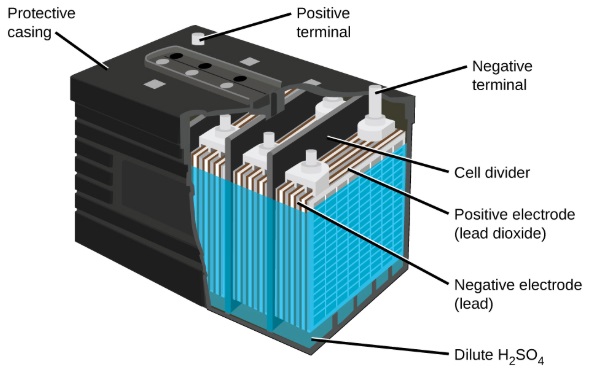 Protective
casing
Positive
terminal
Negative
terminal
Cell divider
Positive electrode
(lead dioxide)
Negative electrode
(lead)
Dilute H₂SO₄